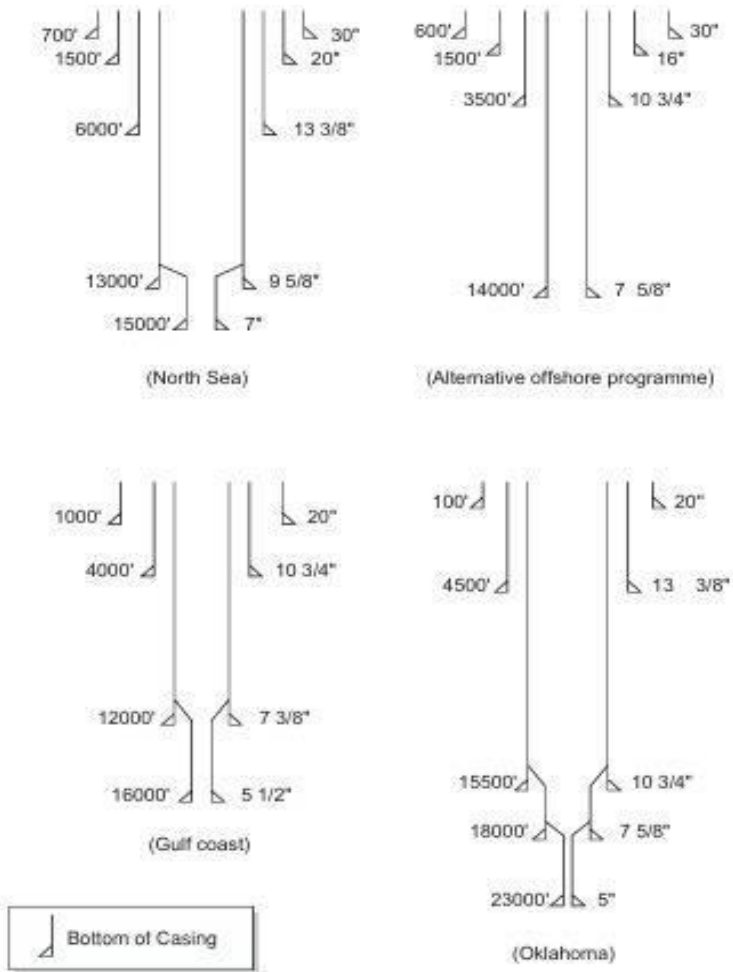 700' 30"
1500' 20"
6000' 13 3/8"
13000' 9 5/8"
15000' 7"
(North Sea)
600' 30"
1500' 16"
3500' 10 3/4"
14000' 7 5/8"
(Alternative offshore programme)
1000' 20"
4000' 10 3/4"
12000' 7 3/8"
16000' 5 1/2"
(Gulf coast)
100' 20"
4500' 13 3/8"
15500' 10 3/4"
18000' 7 5/8"
23000' 5"
(Oklahoma)
Bottom of Casing